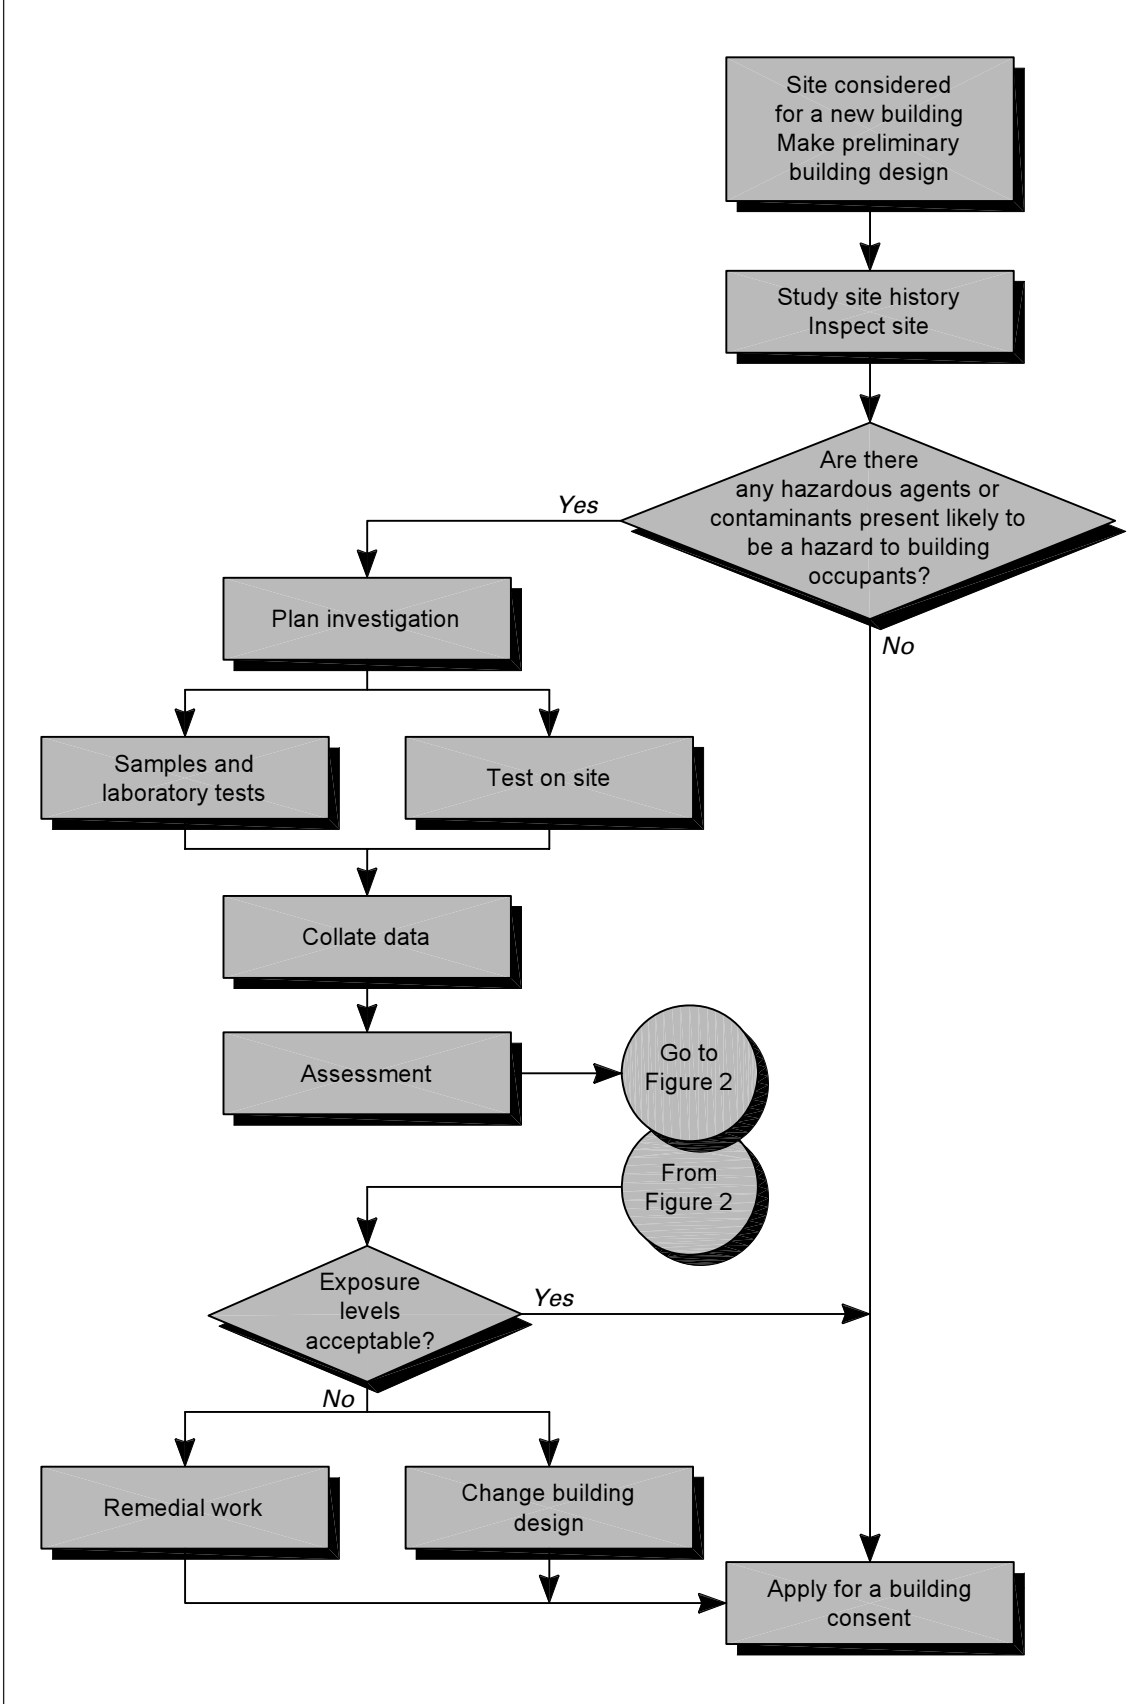 Site considered
for a new building
Make preliminary
building design
Study site history
Inspect site
Are there
any hazardous agents or
contaminants present likely to
be a hazard to building
occupants?
Yes
No
Plan investigation
Samples and
laboratory tests
Test on site
Collate data
Assessment
Go to
Figure 2
From
Figure 2
Exposure
levels
acceptable?
Yes
No
Remedial work
Change building
design
Apply for a building
consent